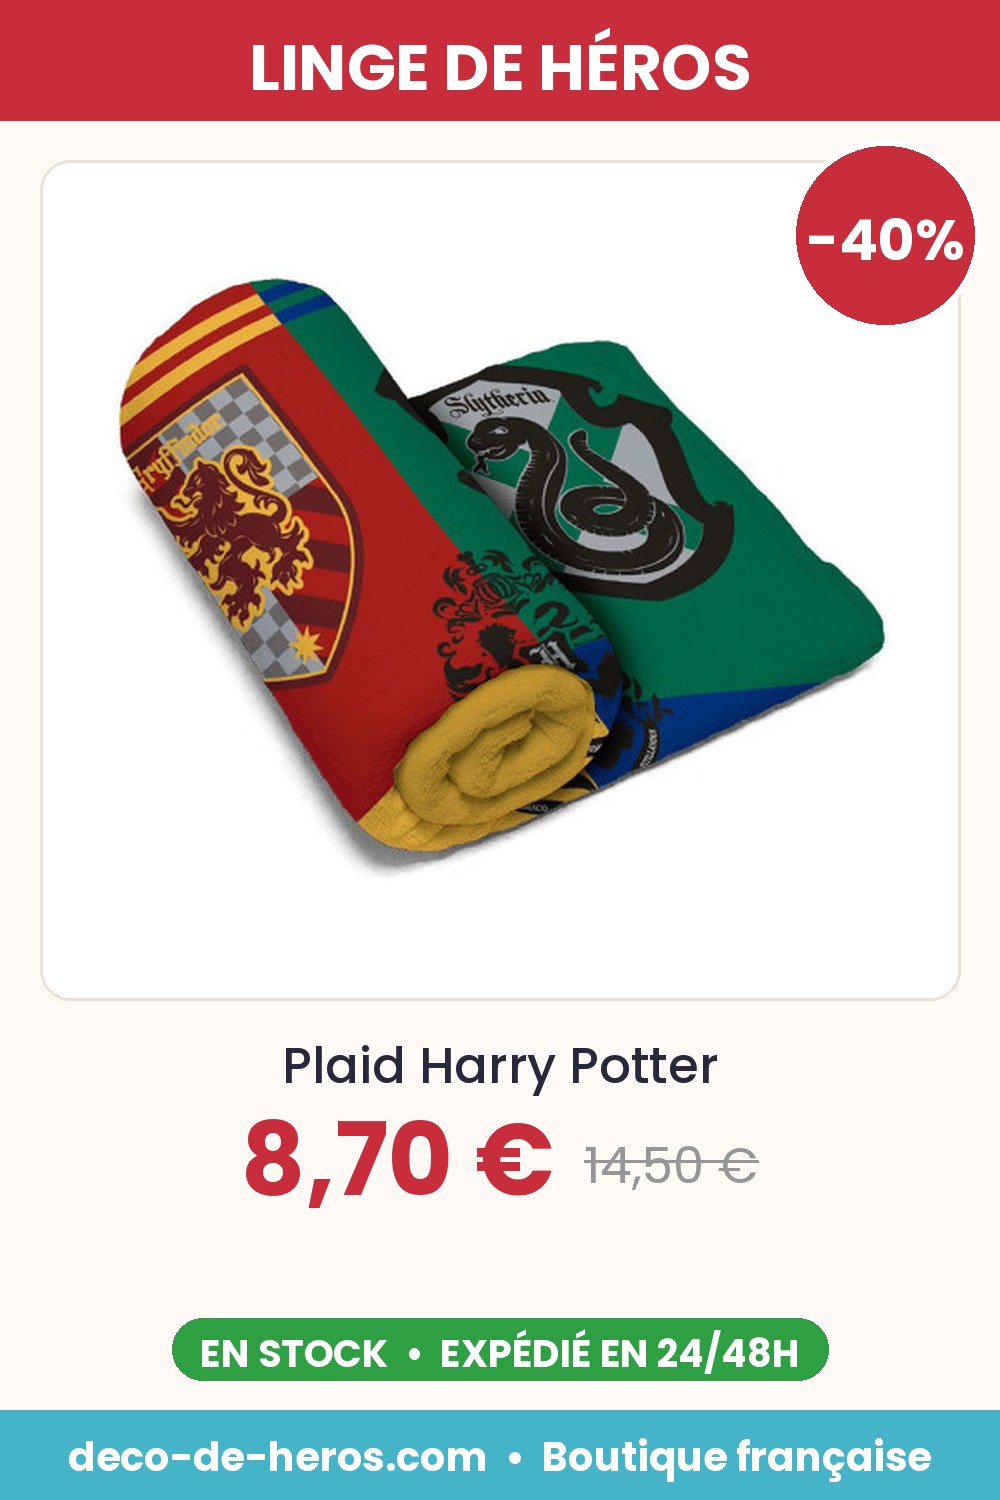 LINGE DE HÉROS
-40%
Slytherin
Gryffindor
H
Plaid Harry Potter
8,70 € 14,50 €
EN STOCK • EXPÉDIÉ EN 24/48H
deco-de-heros.com • Boutique française